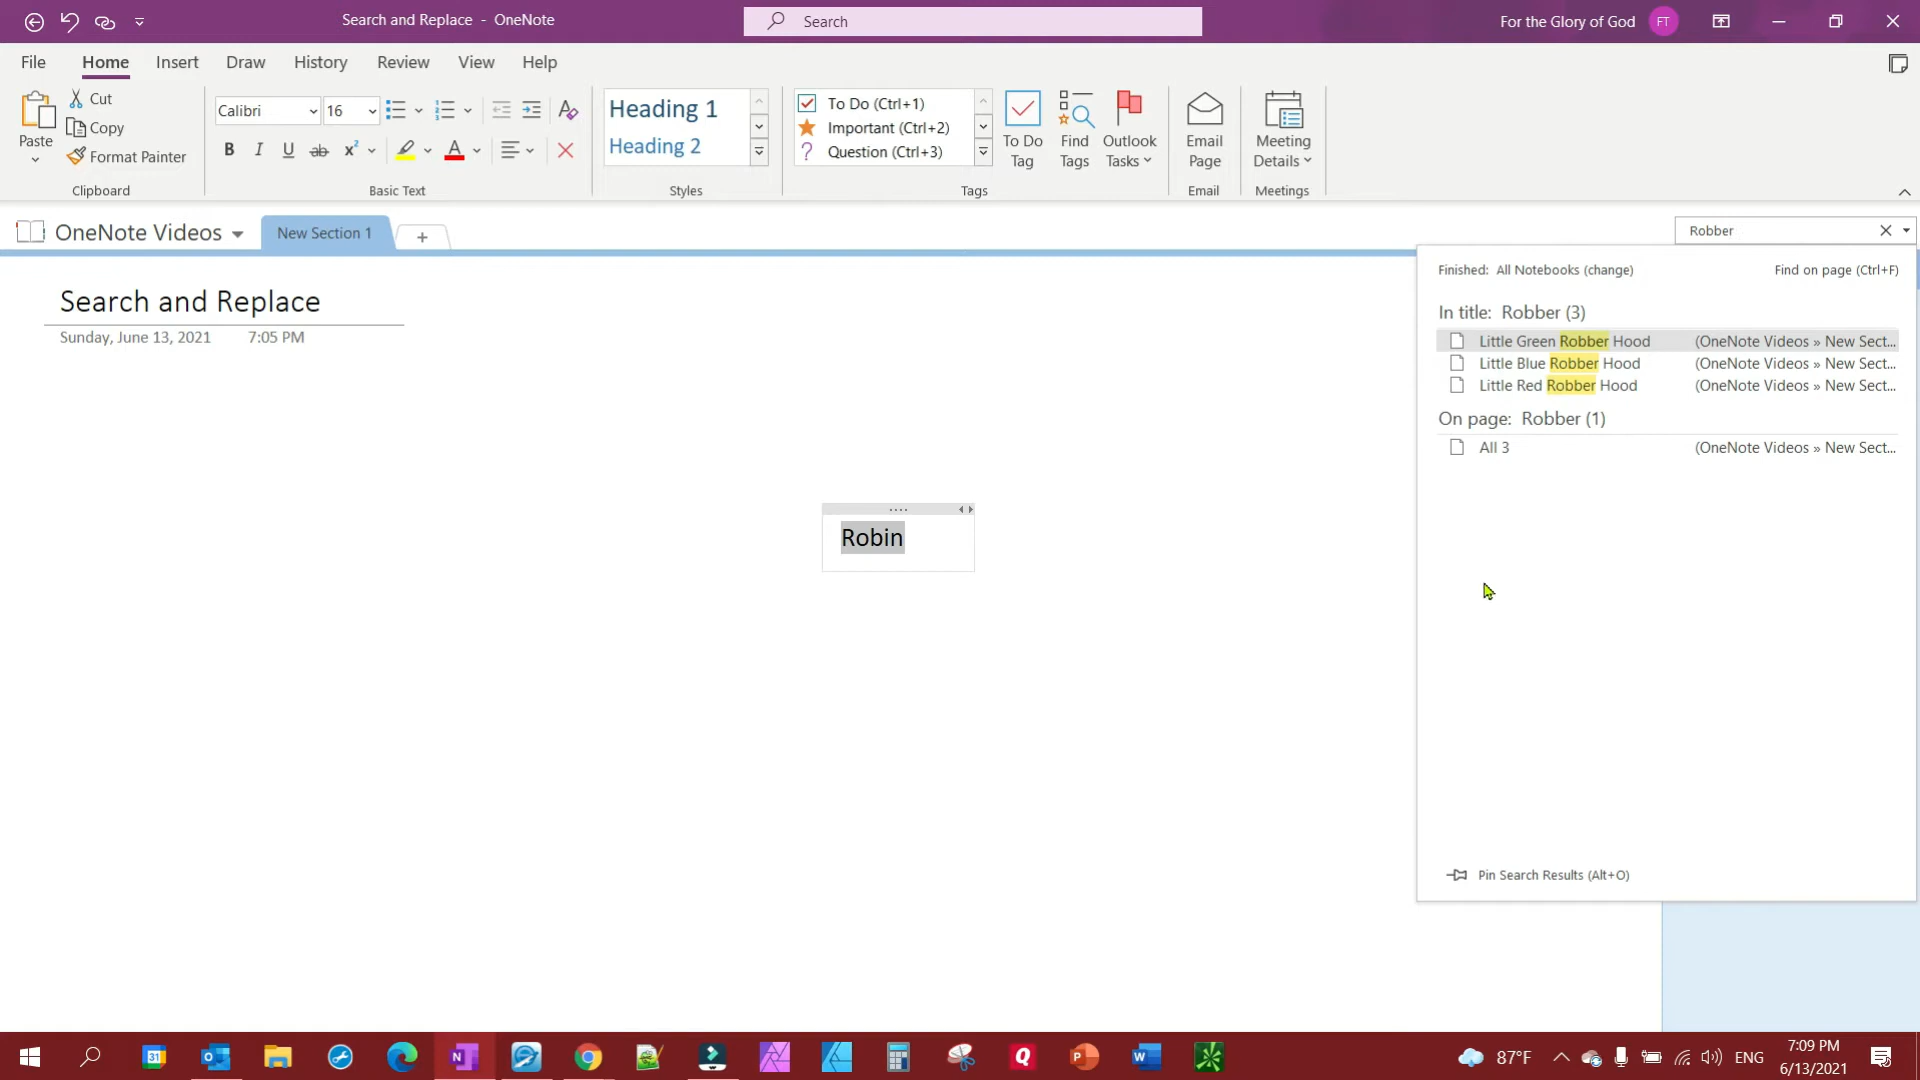 Search and Replace - OneNote
Search
For the Glory of God
FT
File Home Insert Draw History Review View Help
Paste
Cut
Copy
Format Painter
Clipboard
Calibri 16
Basic Text
Heading 1
Heading 2
Styles
To Do (Ctrl+1)
Important (Ctrl+2)
Question (Ctrl+3)
To Do
Tag
Find
Tags
Outlook
Tasks
Tags
Email
Page
Email
Meeting
Details
Meetings
OneNote Videos
New Section 1
Robber
Finished: All Notebooks (change)
Find on page (Ctrl+F)
In title: Robber (3)
Little Green Robber Hood (OneNote Videos » New Sect...
Little Blue Robber Hood (OneNote Videos » New Sect...
Little Red Robber Hood (OneNote Videos » New Sect...
On page: Robber (1)
All 3 (OneNote Videos » New Sect...
Pin Search Results (Alt+O)
Search and Replace
Sunday, June 13, 2021 7:05 PM
Robin
87°F
ENG
7:09 PM
6/13/2021